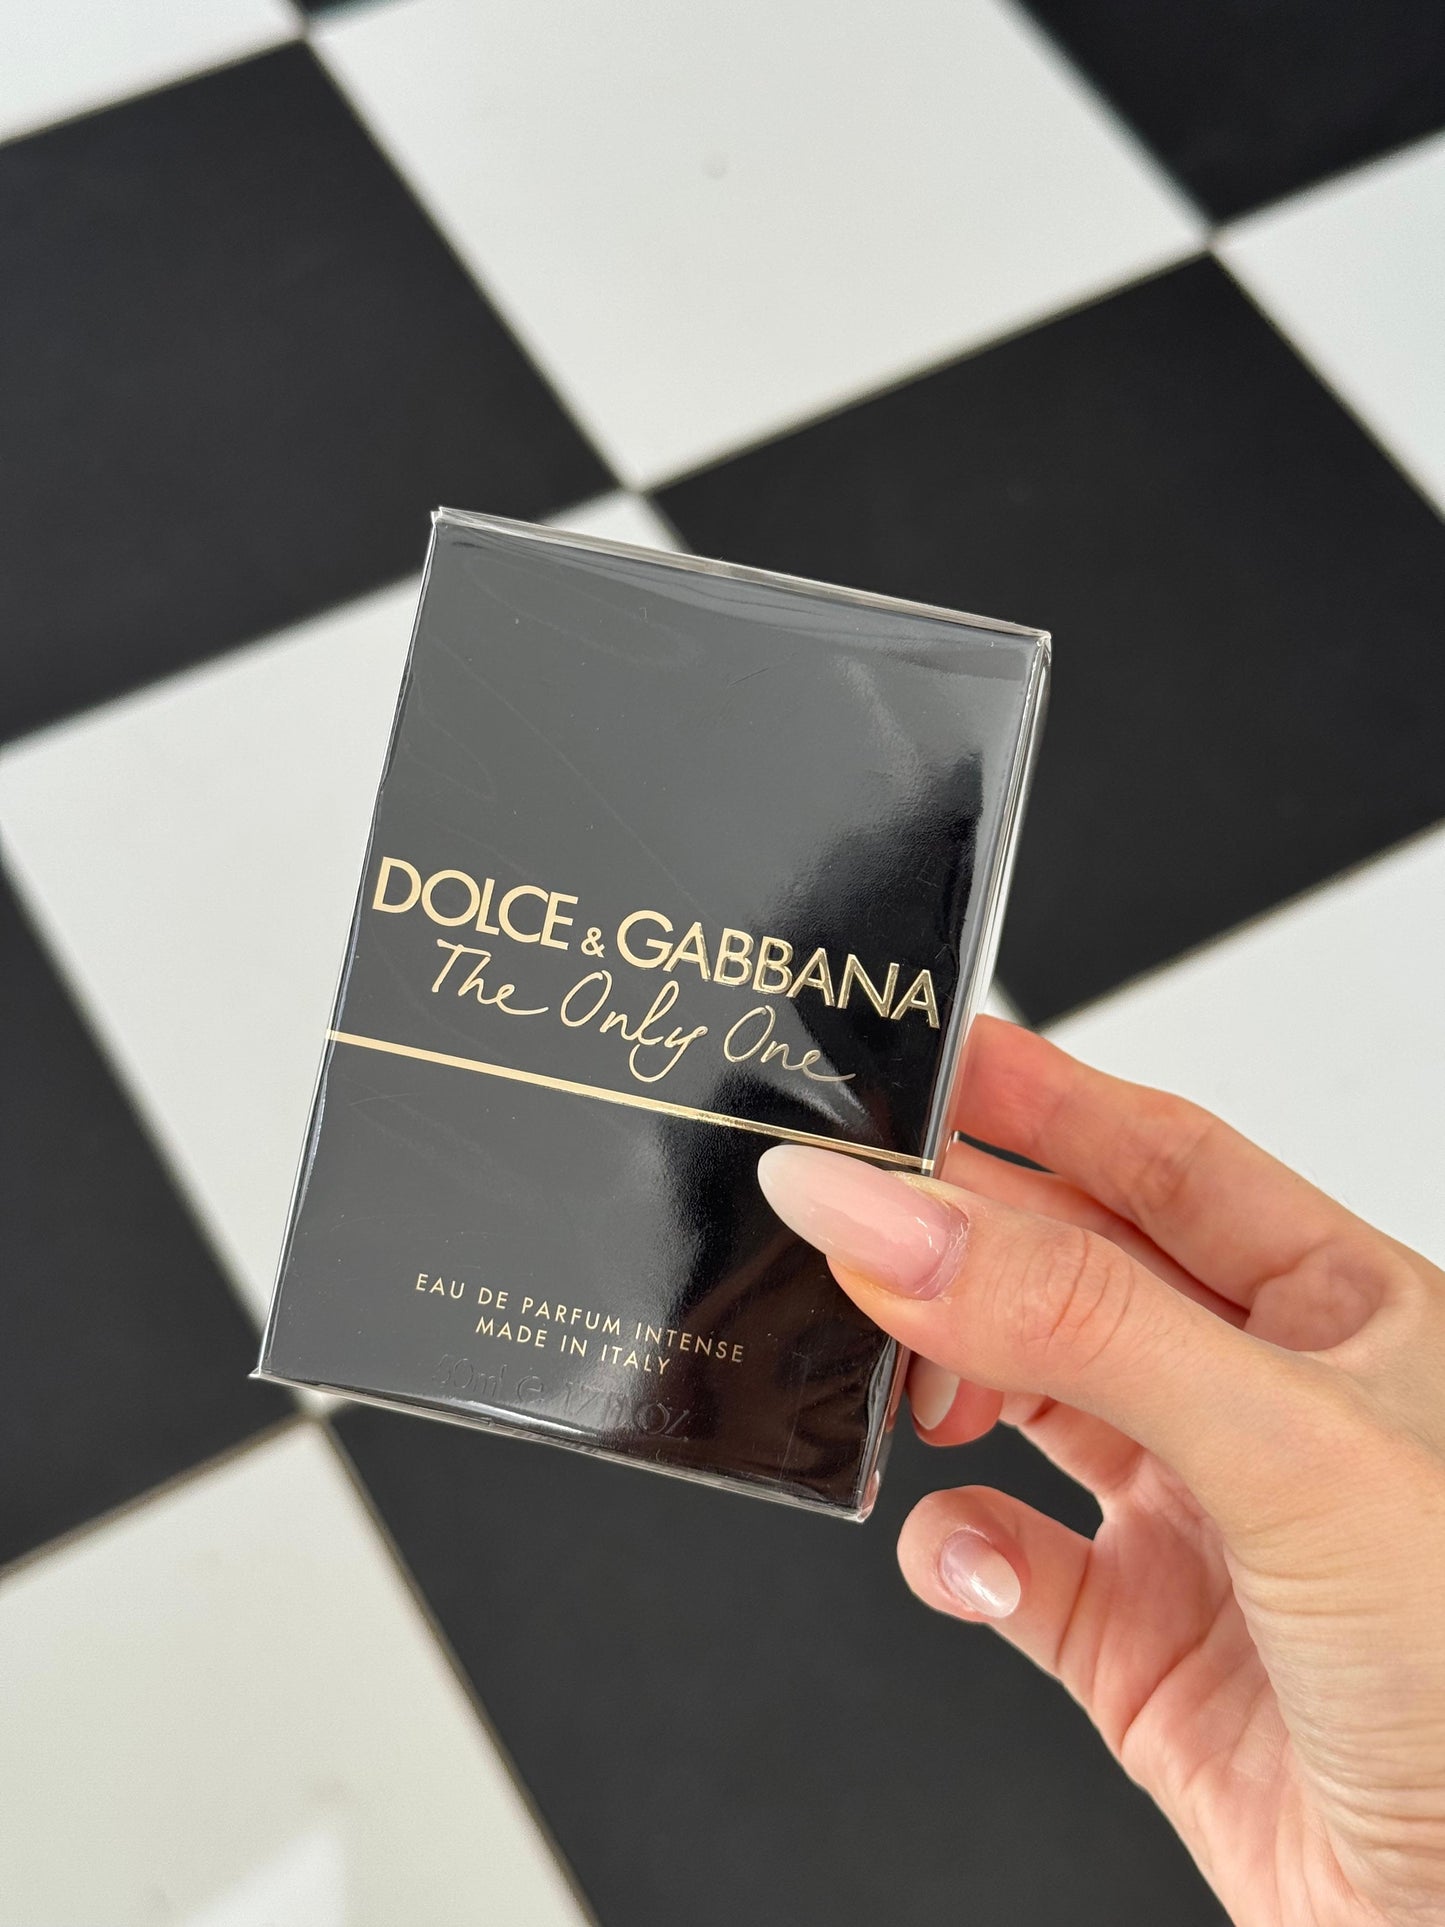 DOLCE & GABBANA
The Only One
EAU DE PARFUM INTENSE
MADE IN ITALY